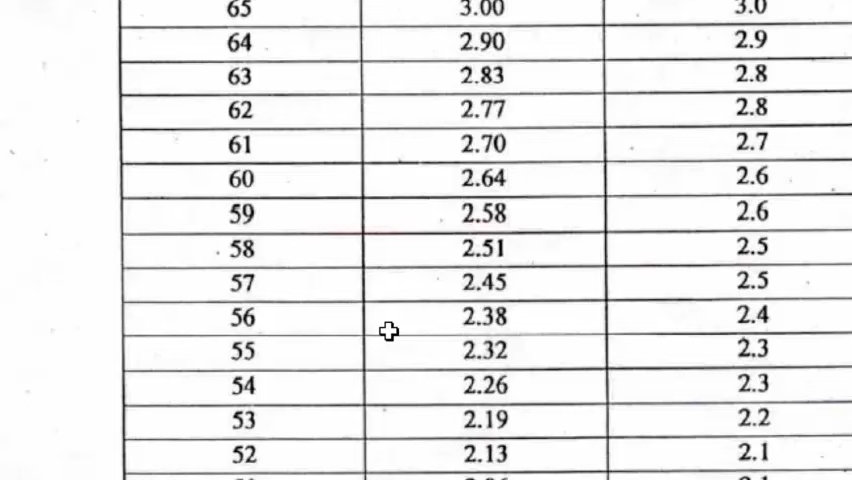 65 3.00 3.0
64 2.90 2.9
63 2.83 2.8
62 2.77 2.8
61 2.70 2.7
60 2.64 2.6
59 2.58 2.6
58 2.51 2.5
57 2.45 2.5
56 2.38 2.4
55 2.32 2.3
54 2.26 2.3
53 2.19 2.2
52 2.13 2.1